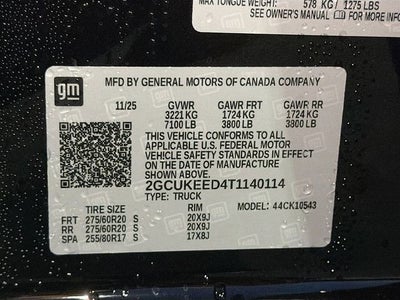 MAX TONGUE WEIGHT: 578 KG / 1275 LBS
SEE OWNER'S MANUAL FOR MORE INFO
gm
MFD BY GENERAL MOTORS OF CANADA COMPANY
11/25 GVWR GAWR FRT GAWR RR
3221 KG 1724 KG 1724 KG
7100 LB 3800 LB 3800 LB
THIS VEHICLE CONFORMS TO ALL
APPLICABLE U.S. FEDERAL MOTOR
VEHICLE SAFETY AND THEFT
PREVENTION STANDARDS IN EFFECT
ON THE DATE OF MANUFACTURE
SHOWN ABOVE.
2GCUKEED4T1140114
TYPE: TRUCK MODEL: 44CK10543
TIRE SIZE RIM
FRT 275/60R20 S 20X9J
RR 275/60R20 S 20X9J
SPA 255/80R17 S 17X8J